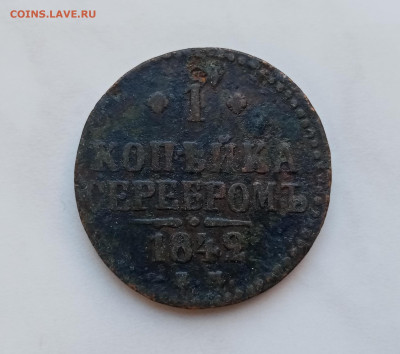 COINS.LAVE.RU
1
КОПѢЙКА
СЕРЕБРОМЪ
1842